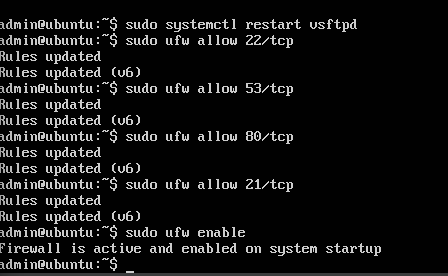 admin@ubuntu:~$ sudo systemctl restart vsftpd
admin@ubuntu:~$ sudo ufw allow 22/tcp
Rules updated
Rules updated (v6)
admin@ubuntu:~$ sudo ufw allow 53/tcp
Rules updated
Rules updated (v6)
admin@ubuntu:~$ sudo ufw allow 80/tcp
Rules updated
Rules updated (v6)
admin@ubuntu:~$ sudo ufw allow 21/tcp
Rules updated
Rules updated (v6)
admin@ubuntu:~$ sudo ufw enable
Firewall is active and enabled on system startup
admin@ubuntu:~$ _